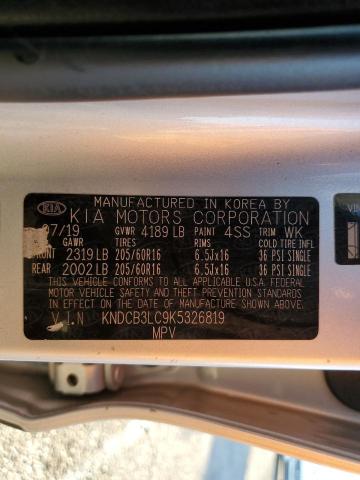 MANUFACTURED IN KOREA BY
KIA KIA MOTORS CORPORATION
07/19 GVWR 4189 LB PAINT 4SS TRIM WK
GAWR TIRES RIMS COLD TIRE INFL
FRONT 2319 LB 205/60R16 6.5Jx16 36 PSI SINGLE
REAR 2002 LB 205/60R16 6.5Jx16 36 PSI SINGLE
THIS VEHICLE CONFORMS TO ALL APPLICABLE U.S.A. FEDERAL
MOTOR VEHICLE SAFETY AND THEFT PREVENTION STANDARDS
IN EFFECT ON THE DATE OF MANUFACTURE SHOWN ABOVE.
V.I.N KNDCB3LC9K5326819
MPV